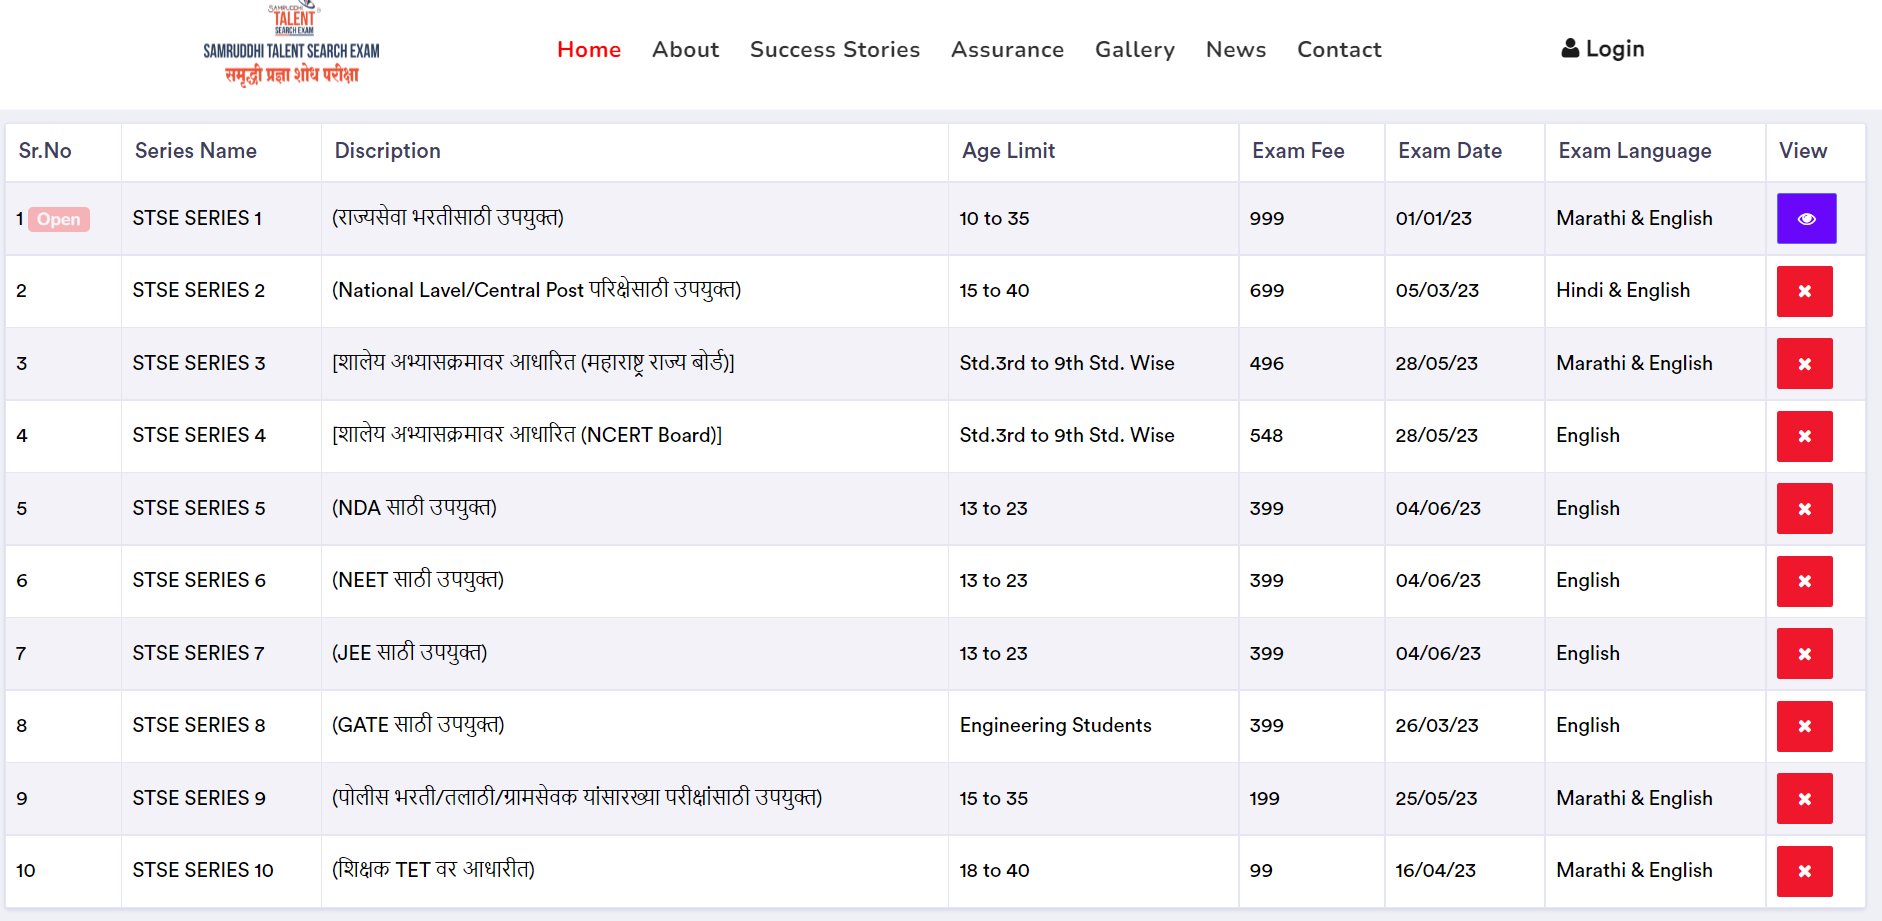 SAMRUDDHI
TALENT
SEARCH EXAM
SAMRUDDHI TALENT SEARCH EXAM
समृद्धी प्रज्ञा शोध परीक्षा
Home About Success Stories Assurance Gallery News Contact Login
Sr.No Series Name Discription Age Limit Exam Fee Exam Date Exam Language View
1 Open STSE SERIES 1 (राज्यसेवा भरतीसाठी उपयुक्त) 10 to 35 999 01/01/23 Marathi & English
2 STSE SERIES 2 (National Lavel/Central Post परिक्षेसाठी उपयुक्त) 15 to 40 699 05/03/23 Hindi & English
3 STSE SERIES 3 [शालेय अभ्यासक्रमावर आधारित (महाराष्ट्र राज्य बोर्ड)] Std.3rd to 9th Std. Wise 496 28/05/23 Marathi & English
4 STSE SERIES 4 [शालेय अभ्यासक्रमावर आधारित (NCERT Board)] Std.3rd to 9th Std. Wise 548 28/05/23 English
5 STSE SERIES 5 (NDA साठी उपयुक्त) 13 to 23 399 04/06/23 English
6 STSE SERIES 6 (NEET साठी उपयुक्त) 13 to 23 399 04/06/23 English
7 STSE SERIES 7 (JEE साठी उपयुक्त) 13 to 23 399 04/06/23 English
8 STSE SERIES 8 (GATE साठी उपयुक्त) Engineering Students 399 26/03/23 English
9 STSE SERIES 9 (पोलीस भरती/तलाठी/ग्रामसेवक यांसारख्या परीक्षांसाठी उपयुक्त) 15 to 35 199 25/05/23 Marathi & English
10 STSE SERIES 10 (शिक्षक TET वर आधारीत) 18 to 40 99 16/04/23 Marathi & English